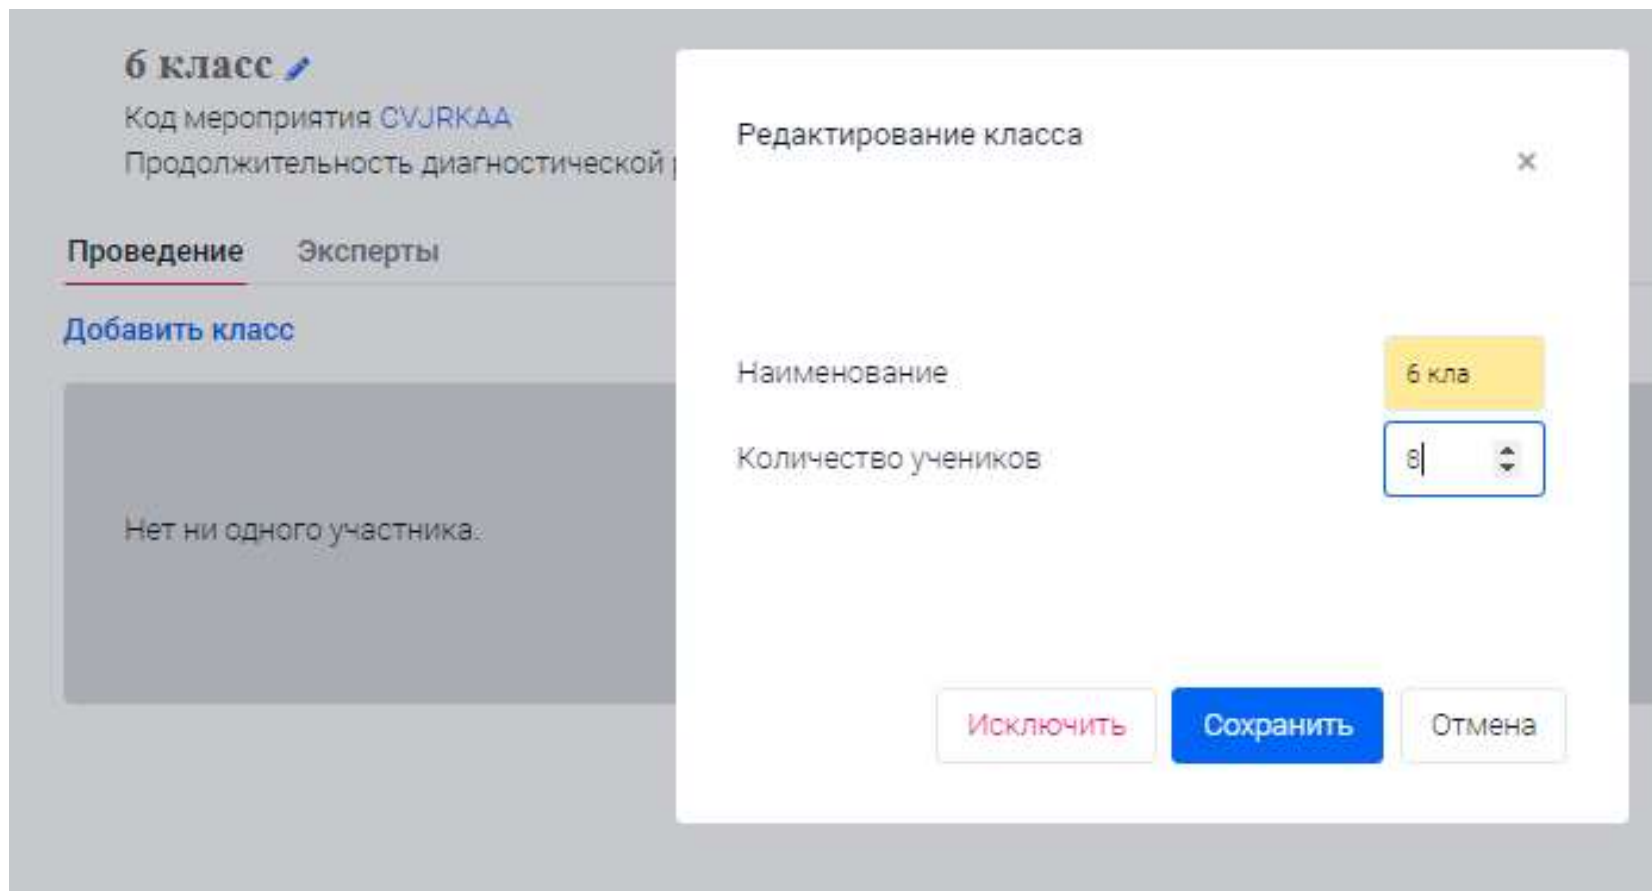 6 класс
Код мероприятия CVJRKAA
Продолжительность диагностической
Проведение Эксперты
Добавить класс
Нет ни одного участника.
Редактирование класса
×
Наименование 6 кла
Количество учеников 8
Исключить Сохранить Отмена